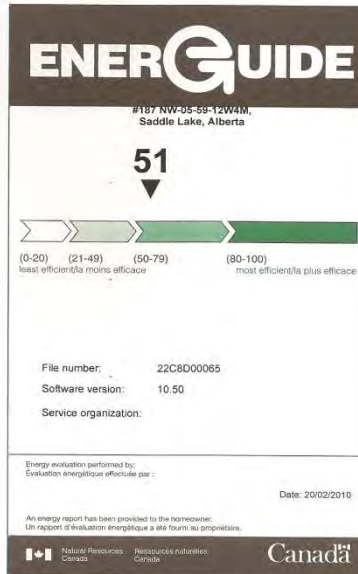 ENERGUIDE
#187 NW-05-59-12W4M,
Saddle Lake, Alberta
51
(0-20) (21-49) (50-79) (80-100)
least efficient/la moins efficace most efficient/la plus efficace
File number: 22C8D00065
Software version: 10.50
Service organization:
Energy evaluation performed by:
Évaluation énergétique effectuée par :
Date: 20/02/2010
An energy report has been provided to the homeowner.
Un rapport d'évaluation énergétique a été fourni au propriétaire.
Natural Resources Ressources naturelles
Canada Canada
Canada